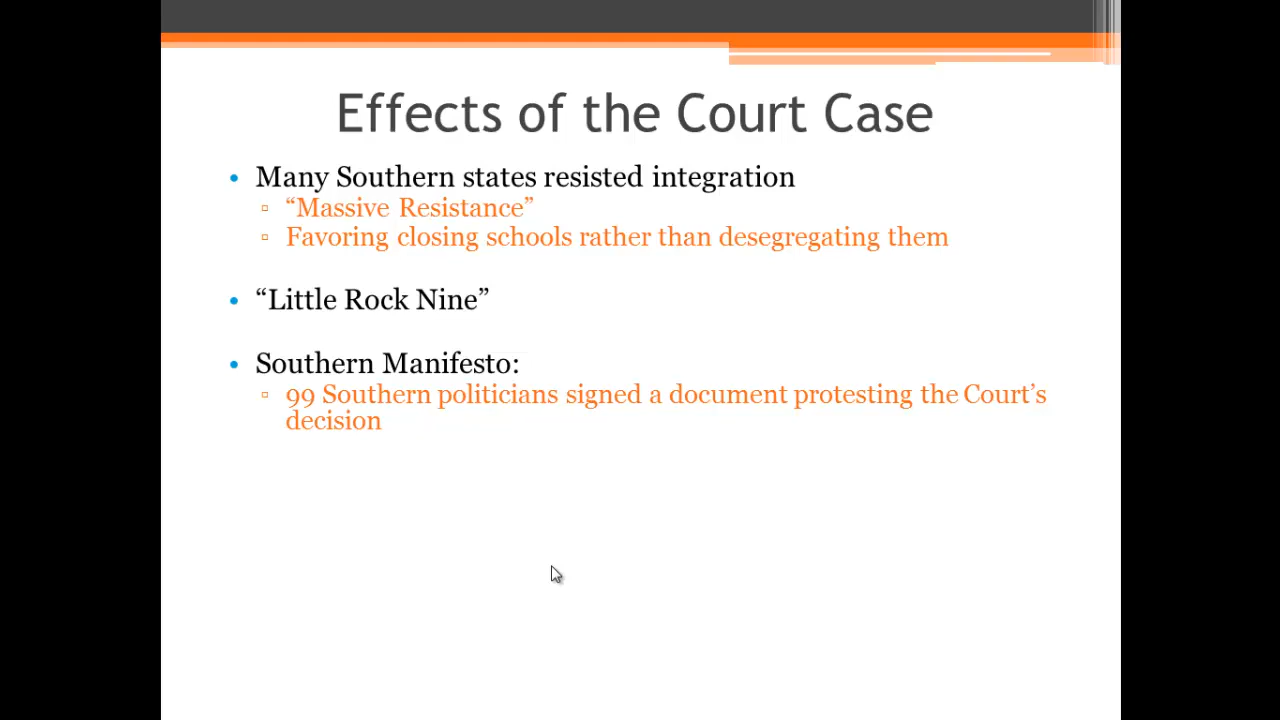 Effects of the Court Case
• Many Southern states resisted integration
▫ “Massive Resistance”
▫ Favoring closing schools rather than desegregating them
• “Little Rock Nine”
• Southern Manifesto:
▫ 99 Southern politicians signed a document protesting the Court’s
decision